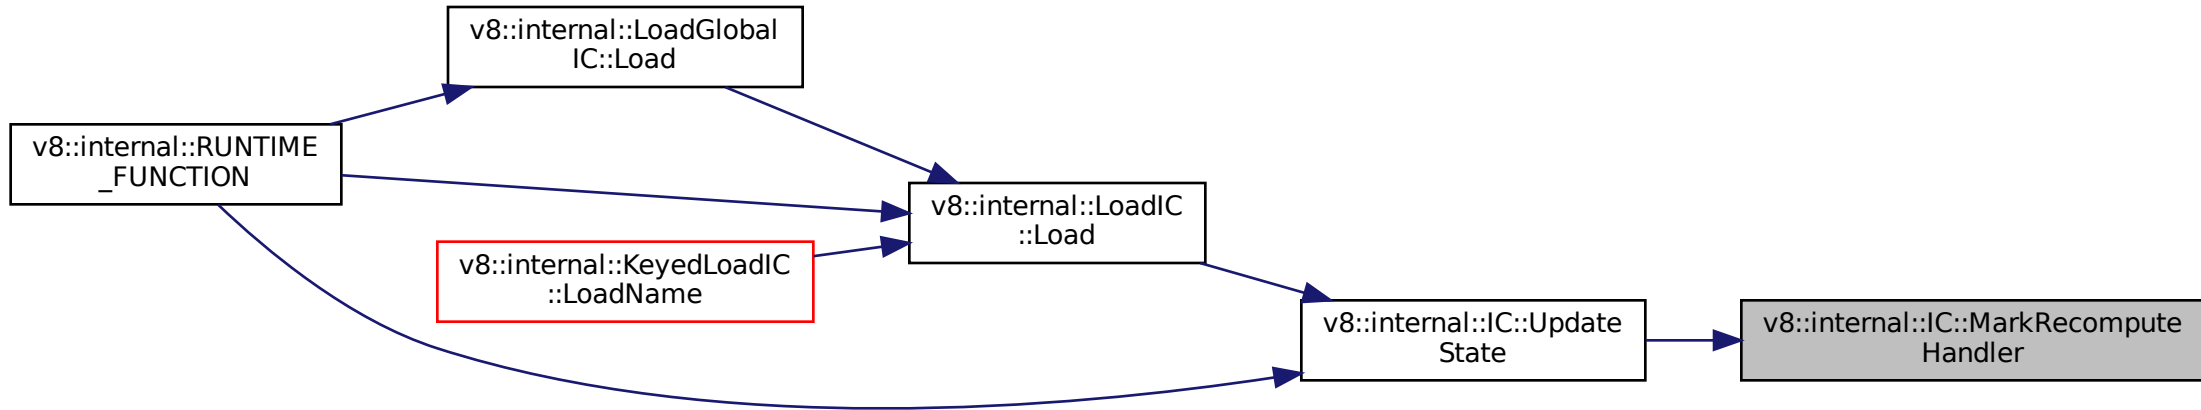 v8::internal::LoadGlobal
IC::Load
v8::internal::RUNTIME
_FUNCTION
v8::internal::LoadIC
::Load
v8::internal::KeyedLoadIC
::LoadName
v8::internal::IC::Update
State
v8::internal::IC::MarkRecompute
Handler